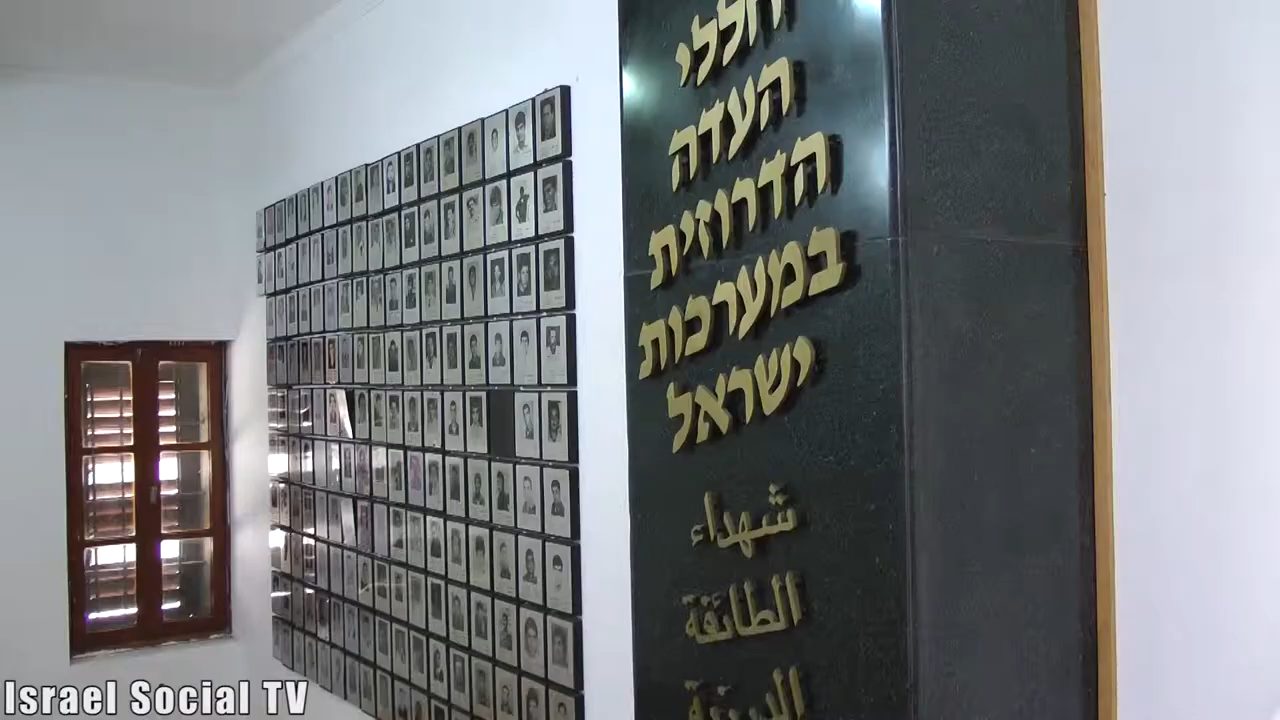 חללי
העדה
הדרוזית
במערכות
ישראל
شهداء
الطائفة
Israel Social TV